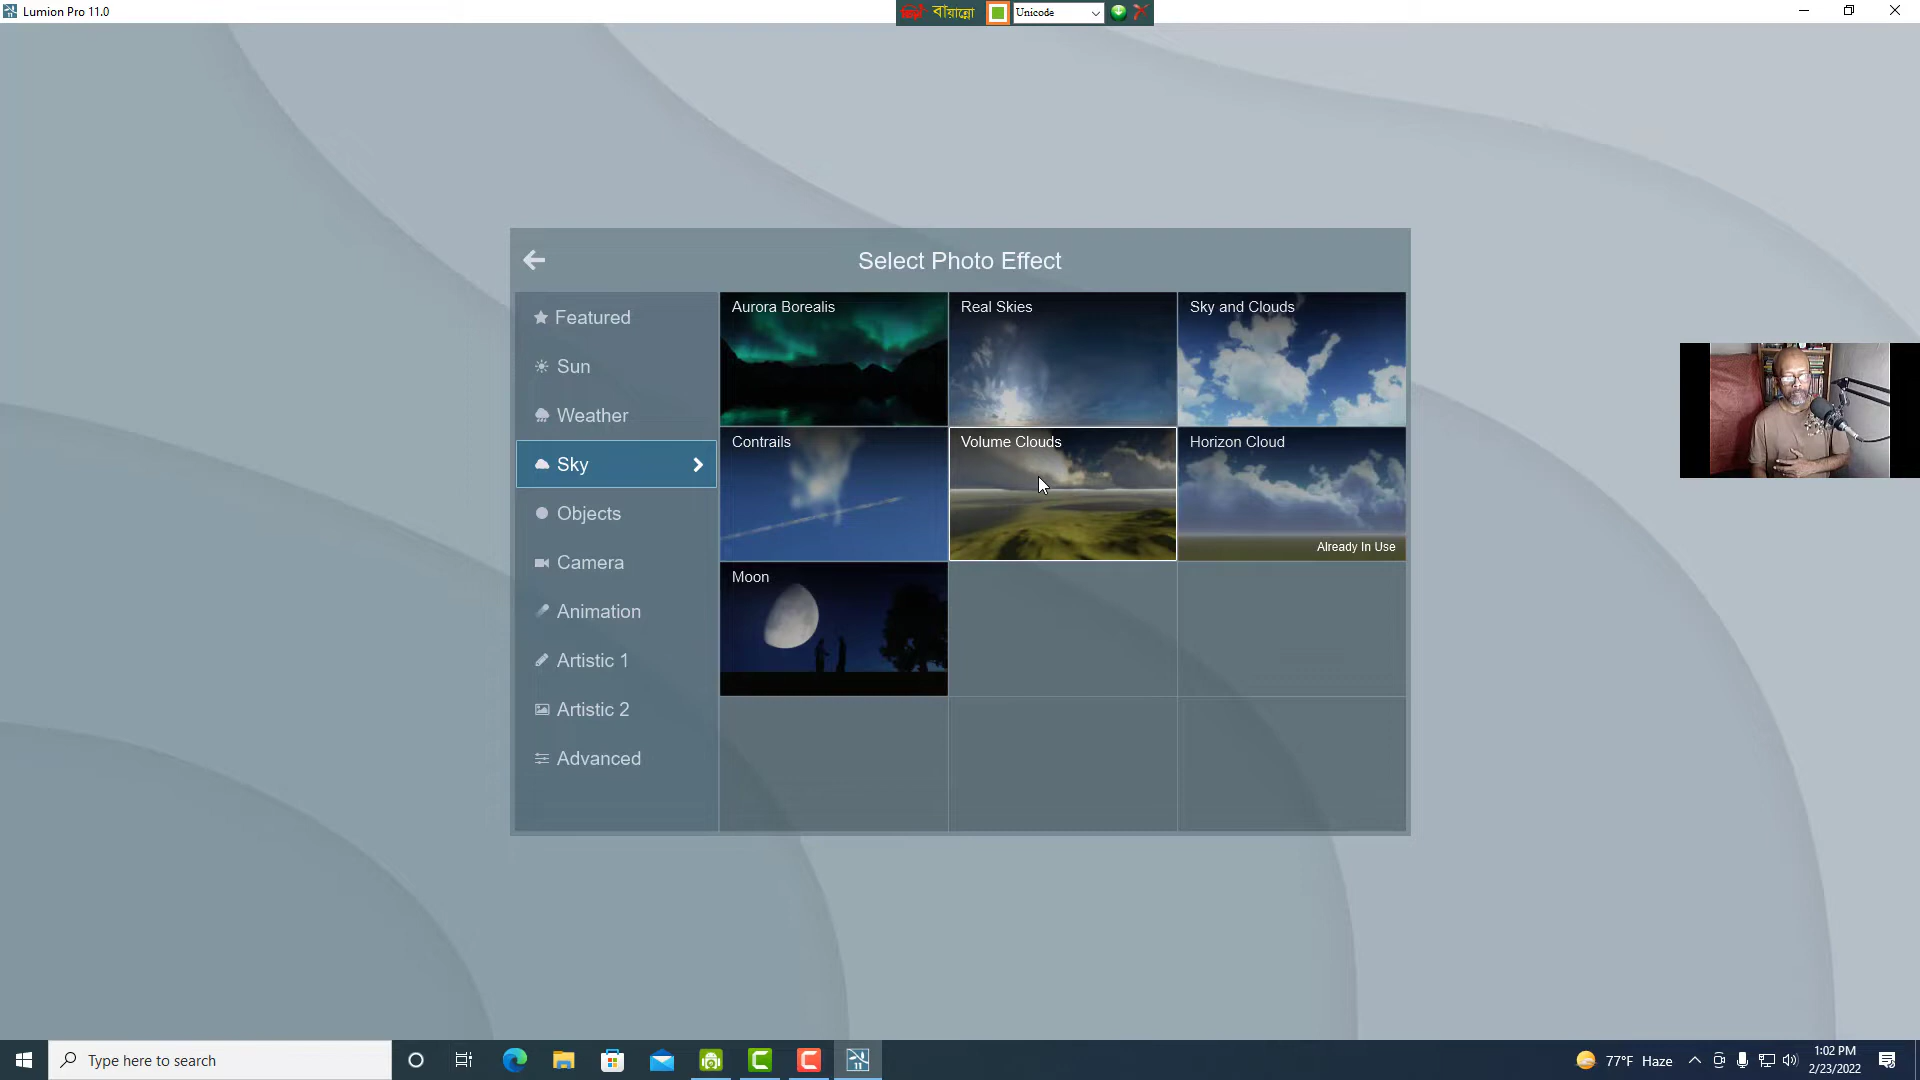 Lumion Pro 11.0
বায়ান্নো
Unicode
Select Photo Effect
Featured
Sun
Weather
Sky
Objects
Camera
Animation
Artistic 1
Artistic 2
Advanced
Aurora Borealis
Real Skies
Sky and Clouds
Contrails
Volume Clouds
Horizon Cloud
Already In Use
Moon
Type here to search
77°F Haze
1:02 PM
2/23/2022